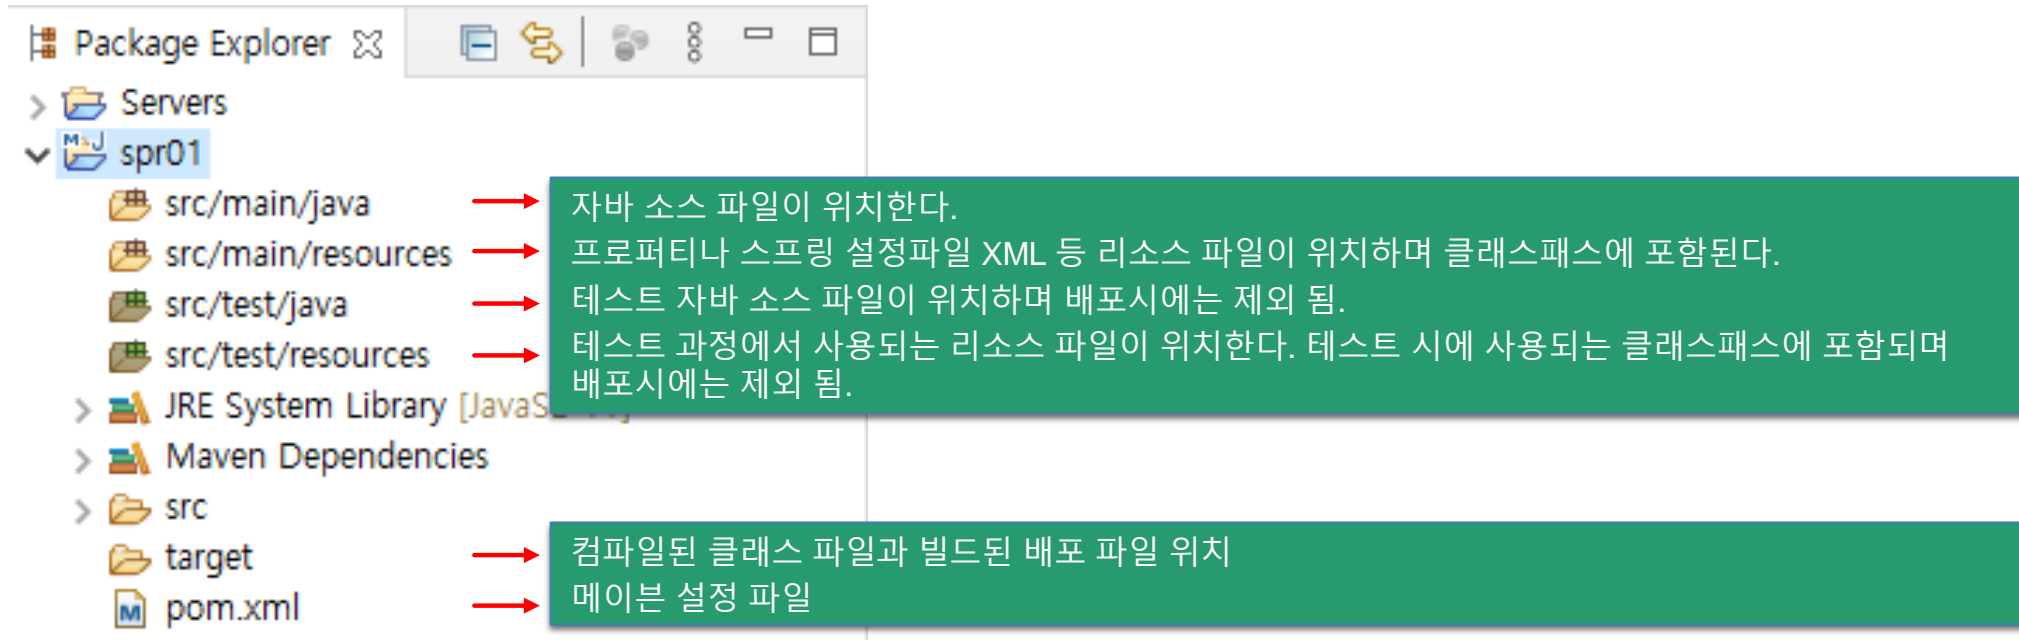 Package Explorer
Servers
spr01
src/main/java
자바 소스 파일이 위치한다.
src/main/resources
프로퍼티나 스프링 설정파일 XML 등 리소스 파일이 위치하며 클래스패스에 포함된다.
src/test/java
테스트 자바 소스 파일이 위치하며 배포시에는 제외 됨.
src/test/resources
테스트 과정에서 사용되는 리소스 파일이 위치한다. 테스트 시에 사용되는 클래스패스에 포함되며
배포시에는 제외 됨.
JRE System Library
Maven Dependencies
src
target
컴파일된 클래스 파일과 빌드된 배포 파일 위치
pom.xml
메이븐 설정 파일